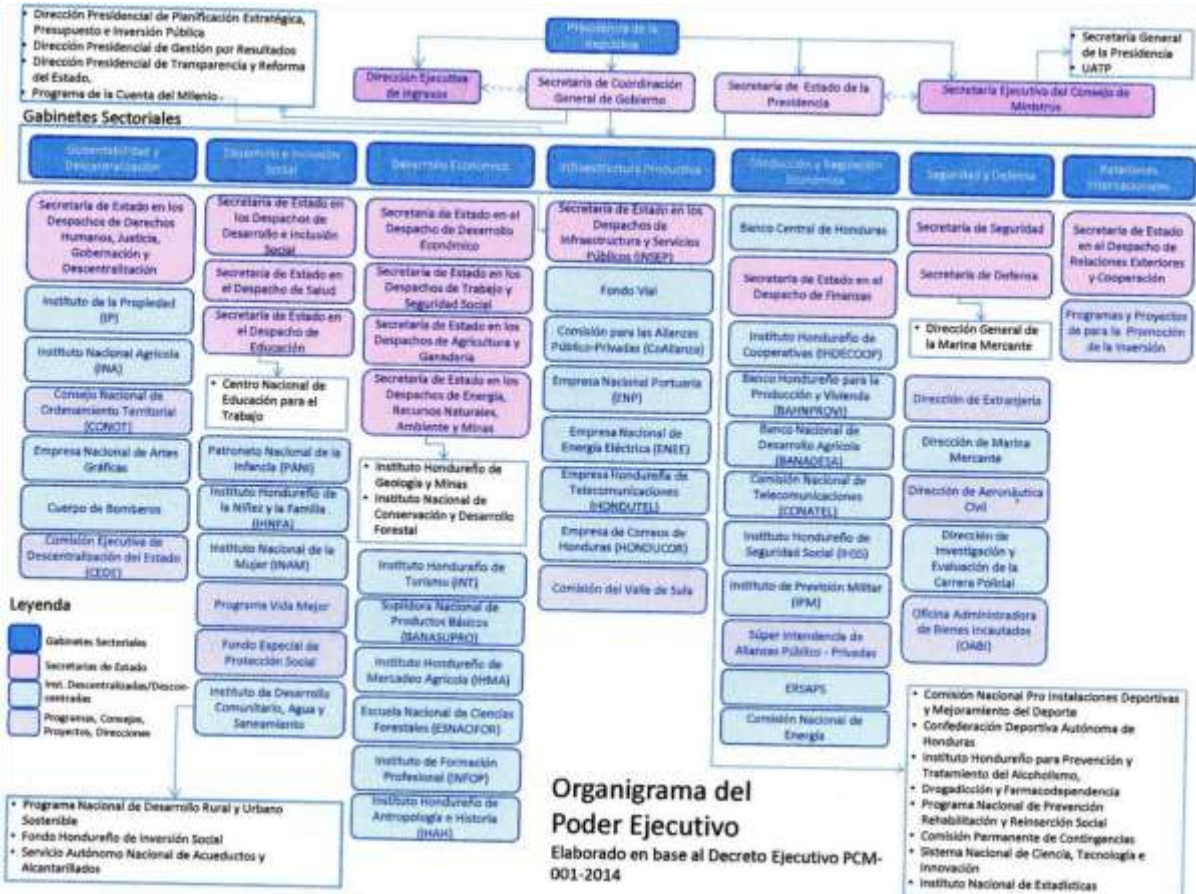 • Dirección Presidencial de Planificación Estratégica,
Presupuesto e Inversión Pública
• Dirección Presidencial de Gestión por Resultados
• Dirección Presidencial de Transparencia y Reforma
del Estado.
• Programa de la Cuenta del Milenio
Presidencia de la
República
• Secretaría General
de la Presidencia
• UATP
Dirección Ejecutiva
de Ingresos
Secretaría de Coordinación
General de Gobierno
Secretaría de Estado de la
Presidencia
Secretaría Ejecutiva del Consejo de
Ministros
Gabinetes Sectoriales
Gobernabilidad y
Descentralización
Secretaría de Estado en los
Despachos de Derechos
Humanos, Justicia,
Gobernación y
Descentralización
Instituto de la Propiedad
(IP)
Instituto Nacional Agrícola
(INA)
Consejo Nacional de
Ordenamiento Territorial
(CONOT)
Empresa Nacional de Artes
Gráficas
Cuerpo de Bomberos
Comisión Ejecutiva de
Descentralización del Estado
(CEDE)
Desarrollo e Inclusión
Social
Secretaría de Estado en
los Despachos de
Desarrollo e Inclusión
Social
Secretaría de Estado en
el Despacho de Salud
Secretaría de Estado en
el Despacho de
Educación
• Centro Nacional de
Educación para el
Trabajo
Patronato Nacional de la
Infancia (PANI)
Instituto Hondureño de
la Niñez y la Familia
(IHNFA)
Instituto Nacional de la
Mujer (INAM)
Programa Vida Mejor
Fondo Especial de
Protección Social
Instituto de Desarrollo
Comunitario, Agua y
Saneamiento
Desarrollo Económico
Secretaría de Estado en el
Despacho de Desarrollo
Económico
Secretaría de Estado en los
Despachos de Trabajo y
Seguridad Social
Secretaría de Estado en los
Despachos de Agricultura y
Ganadería
Secretaría de Estado en los
Despachos de Energía,
Recursos Naturales,
Ambiente y Minas
• Instituto Hondureño de
Geología y Minas
• Instituto Nacional de
Conservación y Desarrollo
Forestal
Instituto Hondureño de
Turismo (INT)
Suplidora Nacional de
Productos Básicos
(BANASUPRO)
Instituto Hondureño de
Mercadeo Agrícola (IHMA)
Escuela Nacional de Ciencias
Forestales (ESNACIFOR)
Instituto de Formación
Profesional (INFOP)
Instituto Hondureño de
Antropología e Historia
(IHAH)
Infraestructura Productiva
Secretaría de Estado en los
Despachos de
Infraestructura y Servicios
Públicos (INSEP)
Fondo Vial
Comisión para las Alianzas
Público-Privadas (CoAlianza)
Empresa Nacional Portuaria
(ENP)
Empresa Nacional de
Energía Eléctrica (ENEE)
Empresa Hondureña de
Telecomunicaciones
(HONDUTEL)
Empresa de Correos de
Honduras (HONDUCOR)
Comisión del Valle de Sula
Conducción y Regulación
Económica
Banco Central de Honduras
Secretaría de Estado en el
Despacho de Finanzas
Instituto Hondureño de
Cooperativas (IHDECOOP)
Banco Hondureño para la
Producción y Vivienda
(BAHNPROVI)
Banco Nacional de
Desarrollo Agrícola
(BANADESA)
Comisión Nacional de
Telecomunicaciones
(CONATEL)
Instituto Hondureño de
Seguridad Social (IHSS)
Instituto de Previsión Militar
(IPM)
Súper Intendencia de
Alianzas Público - Privadas
ERSAPS
Comisión Nacional de
Energía
Seguridad y Defensa
Secretaría de Seguridad
Secretaría de Defensa
• Dirección General de
la Marina Mercante
Dirección de Extranjería
Dirección de Marina
Mercante
Dirección de Aeronáutica
Civil
Dirección de
Investigación y
Evaluación de la
Carrera Policial
Oficina Administradora
de Bienes Incautados
(OABI)
Relaciones
Internacionales
Secretaría de Estado
en el Despacho de
Relaciones Exteriores
y Cooperación
Programas y Proyectos
de para la Promoción
de la Inversión
Leyenda
Gabinetes Sectoriales
Secretarías de Estado
Inst. Descentralizadas/Descon-
centradas
Programas, Consejos,
Proyectos, Direcciones
• Programa Nacional de Desarrollo Rural y Urbano
Sostenible
• Fondo Hondureño de Inversión Social
• Servicio Autónomo Nacional de Acueductos y
Alcantarillados
Organigrama del
Poder Ejecutivo
Elaborado en base al Decreto Ejecutivo PCM-
001-2014
• Comisión Nacional Pro Instalaciones Deportivas
y Mejoramiento del Deporte
• Confederación Deportiva Autónoma de
Honduras
• Instituto Hondureño para Prevención y
Tratamiento del Alcoholismo,
• Drogadicción y Farmacodependencia
• Programa Nacional de Prevención
Rehabilitación y Reinserción Social
• Comisión Permanente de Contingencias
• Sistema Nacional de Ciencia, Tecnología e
Innovación
• Instituto Nacional de Estadísticas